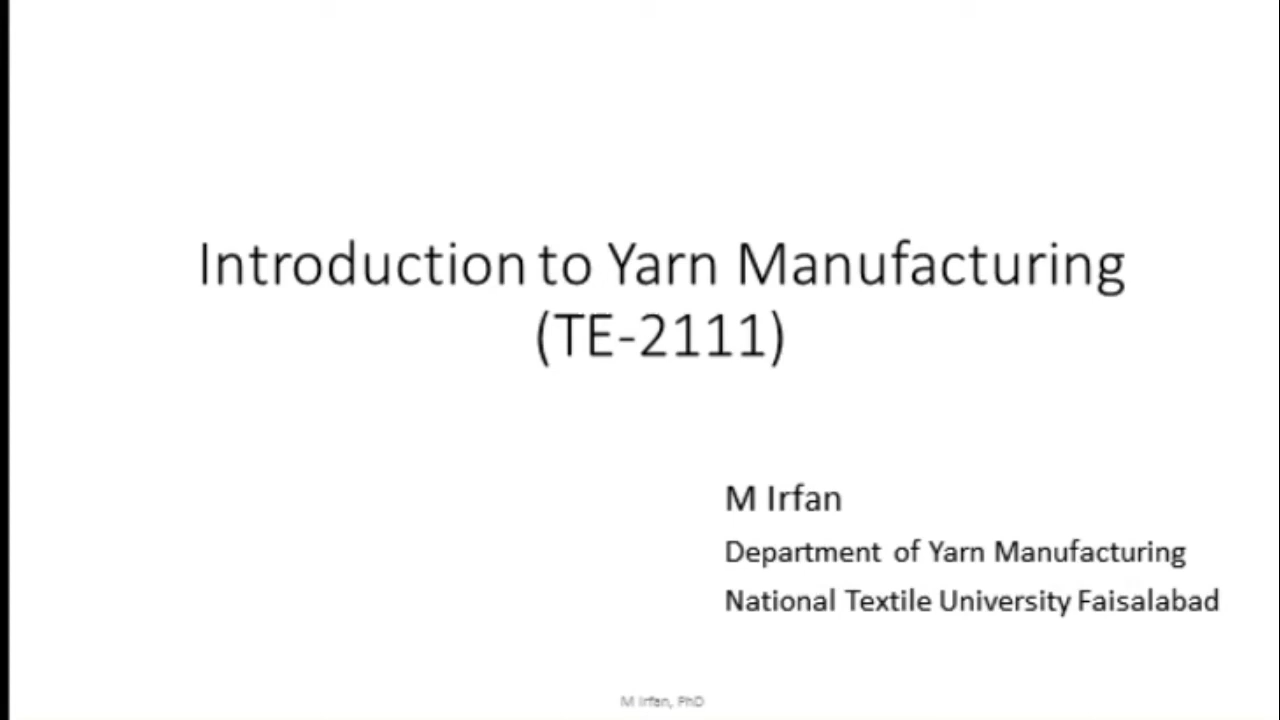 Introduction to Yarn Manufacturing
(TE-2111)
M Irfan
Department of Yarn Manufacturing
National Textile University Faisalabad
M Irfan, PhD